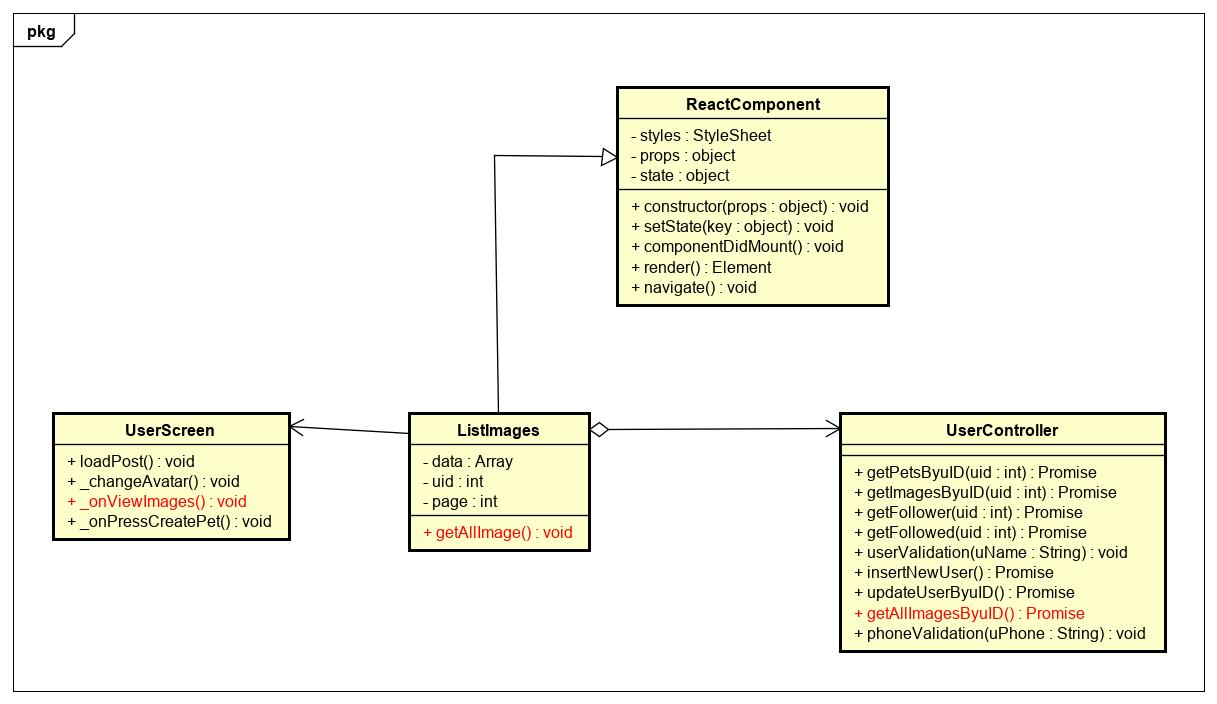 pkg
ReactComponent
- styles : StyleSheet
- props : object
- state : object
+ constructor(props : object) : void
+ setState(key : object) : void
+ componentDidMount() : void
+ render() : Element
+ navigate() : void
UserScreen
+ loadPost() : void
+ _changeAvatar() : void
+ _onViewImages() : void
+ _onPressCreatePet() : void
ListImages
- data : Array
- uid : int
- page : int
+ getAllImage() : void
UserController
+ getPetsByuID(uid : int) : Promise
+ getImagesByuID(uid : int) : Promise
+ getFollower(uid : int) : Promise
+ getFollowed(uid : int) : Promise
+ userValidation(uName : String) : void
+ insertNewUser() : Promise
+ updateUserByuID() : Promise
+ getAllImagesByuID() : Promise
+ phoneValidation(uPhone : String) : void